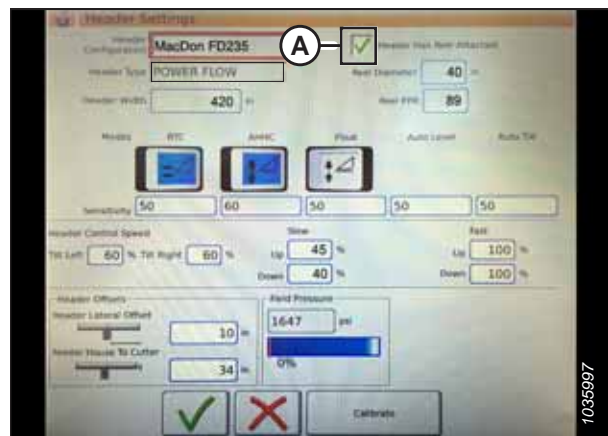 Header Settings
Header Configuration MacDon FD235 A Header Has Reel Attached
Header Type POWER FLOW Reel Diameter 40 in
Header Width 420 in Reel PPR 89
Modes RTC AHHC Float Auto Level Auto Tilt
Sensitivity 50 60 50 50 50
Header Control Speed Slow Fast
Tilt Left 60 % Tilt Right 60 % Up 45 % Up 100 %
Down 40 % Down 100 %
Header Offsets Field Pressure
Header Lateral Offset 10 in 1647 psi
Feeder House To Cutter 34 in 0%
Calibrate
1035997